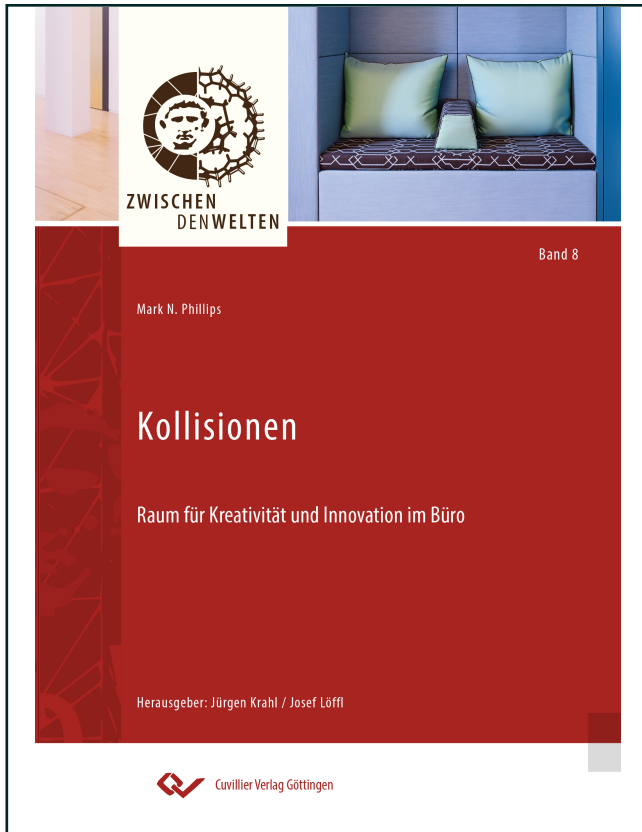 ZWISCHEN
DENWELTEN
Band 8
Mark N. Phillips
Kollisionen
Raum für Kreativität und Innovation im Büro
Herausgeber: Jürgen Krahl / Josef Löffl
Cuvillier Verlag Göttingen